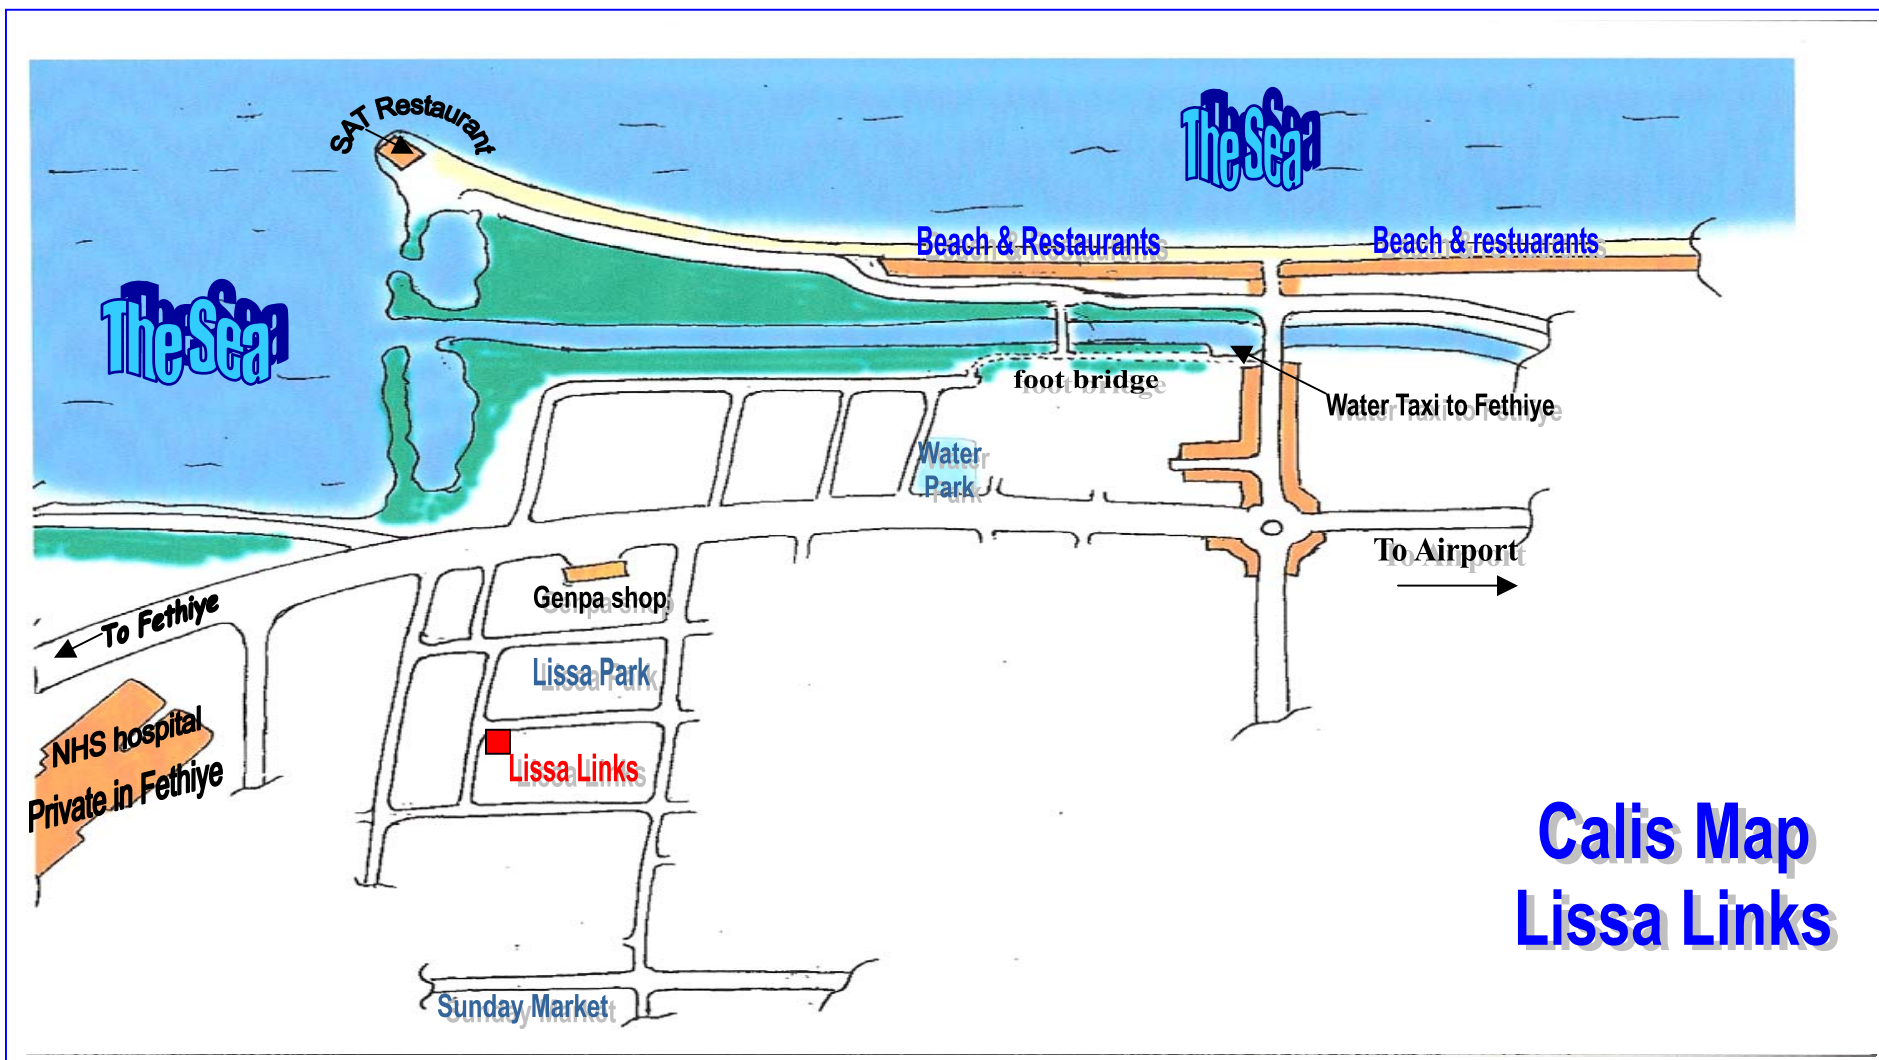 SAT Restaurant
The Sea
Beach & Restaurants
Beach & restuarants
The Sea
foot bridge
Water Taxi to Fethiye
Water
Park
To Airport
Genpa shop
To Fethiye
Lissa Park
NHS hospital
Private in Fethiye
Lissa Links
Calis Map
Lissa Links
Sunday Market